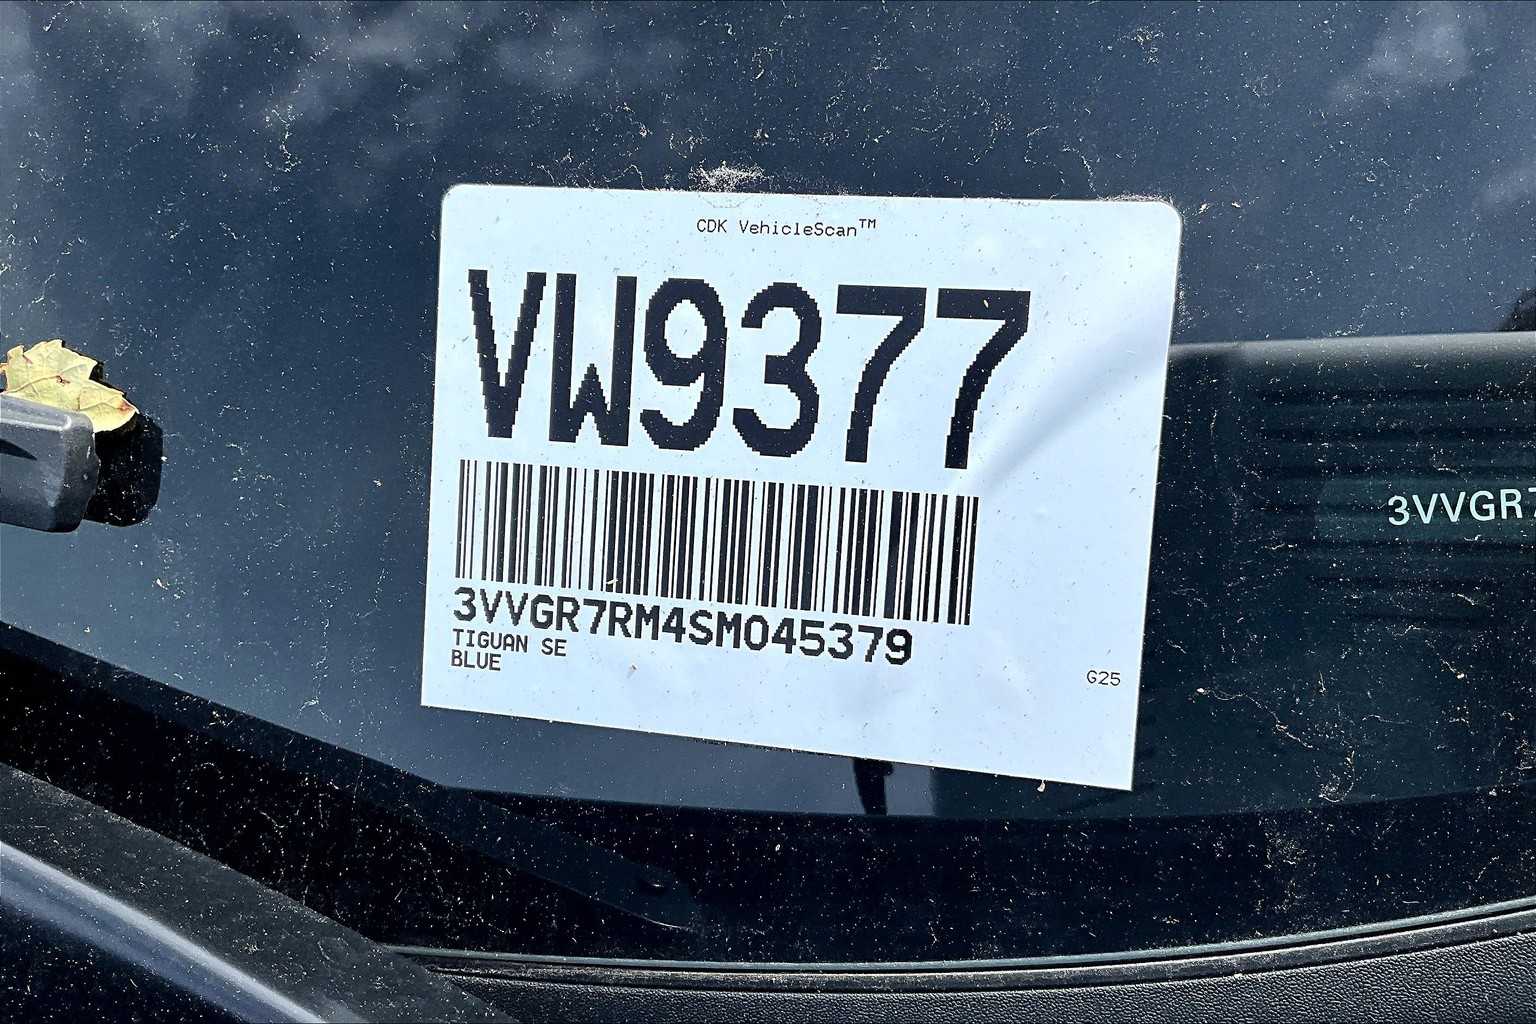 CDK VehicleScan™
VW9377
3VVGR7RM4SM045379
TIGUAN SE
BLUE
G25
3VVGR7